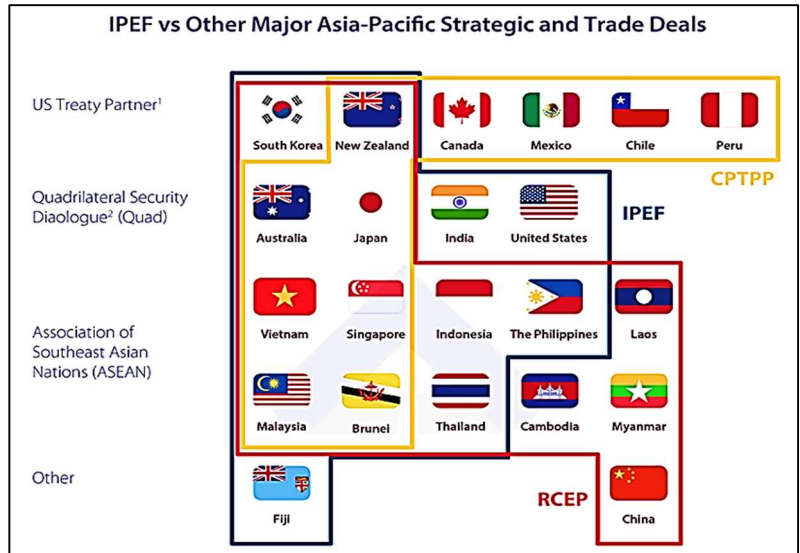 IPEF vs Other Major Asia-Pacific Strategic and Trade Deals
US Treaty Partner¹
South Korea
New Zealand
Canada
Mexico
Chile
Peru
CPTPP
Quadrilateral Security
Diaologue² (Quad)
Australia
Japan
India
United States
IPEF
Association of
Southeast Asian
Nations (ASEAN)
Vietnam
Singapore
Indonesia
The Philippines
Laos
Malaysia
Brunei
Thailand
Cambodia
Myanmar
Other
Fiji
RCEP
China